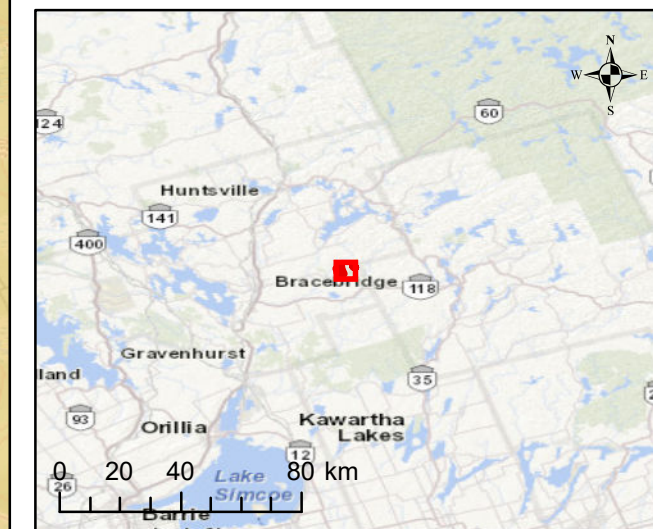 N
W E
S
124
60
Huntsville
141
400
Bracebridge
118
Gravenhurst
land
35
93
Orillia
Kawartha
Lakes
12
0 20 40 80 km
Lake
Simcoe
26
Barrie